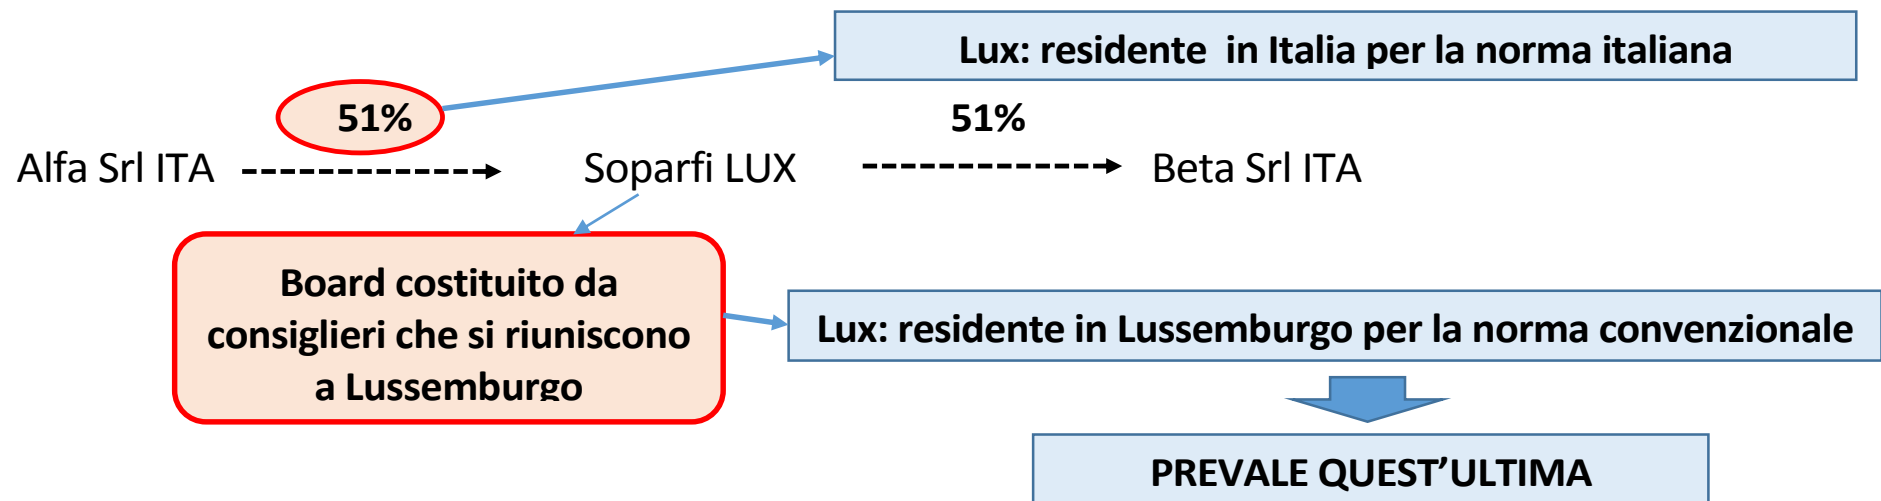 Lux: residente in Italia per la norma italiana
51%
51%
Alfa Srl ITA
Soparfi LUX
Beta Srl ITA
Board costituito da
consiglieri che si riuniscono
a Lussemburgo
Lux: residente in Lussemburgo per la norma convenzionale
PREVALE QUEST’ULTIMA